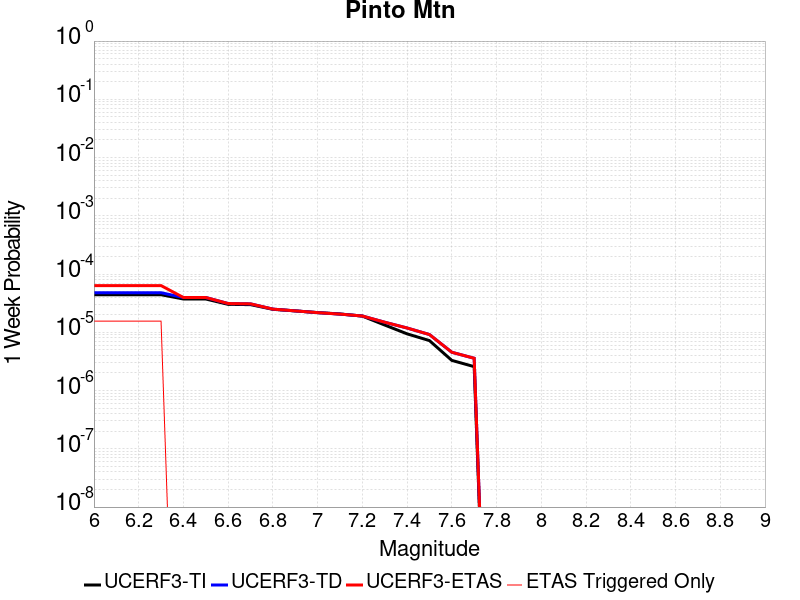 Pinto Mtn
1 Week Probability
10^0
10^-1
10^-2
10^-3
10^-4
10^-5
10^-6
10^-7
10^-8
6 6.2 6.4 6.6 6.8 7 7.2 7.4 7.6 7.8 8 8.2 8.4 8.6 8.8 9
Magnitude
UCERF3-TI UCERF3-TD UCERF3-ETAS ETAS Triggered Only